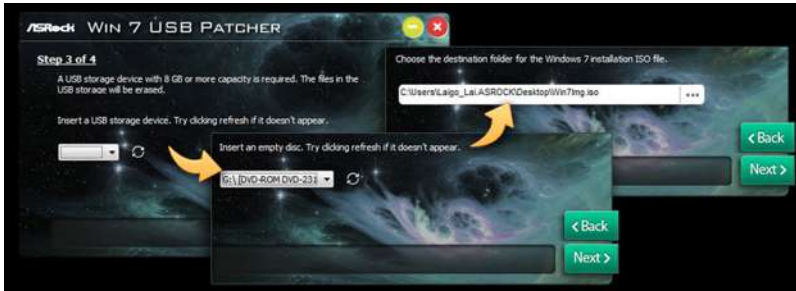 ASRock WIN 7 USB PATCHER
Step 3 of 4
A USB storage device with 8 GB or more capacity is required. The files in the
USB storage will be erased.
Insert a USB storage device. Try clicking refresh if it doesn't appear.
Insert an empty disc. Try clicking refresh if it doesn't appear.
G:\ [DVD-ROM DVD-231
< Back
Next >
Choose the destination folder for the Windows 7 installation ISO file.
C:\Users\Laigo_Lai.ASROCK\Desktop\Win7Img.iso
...
< Back
Next >